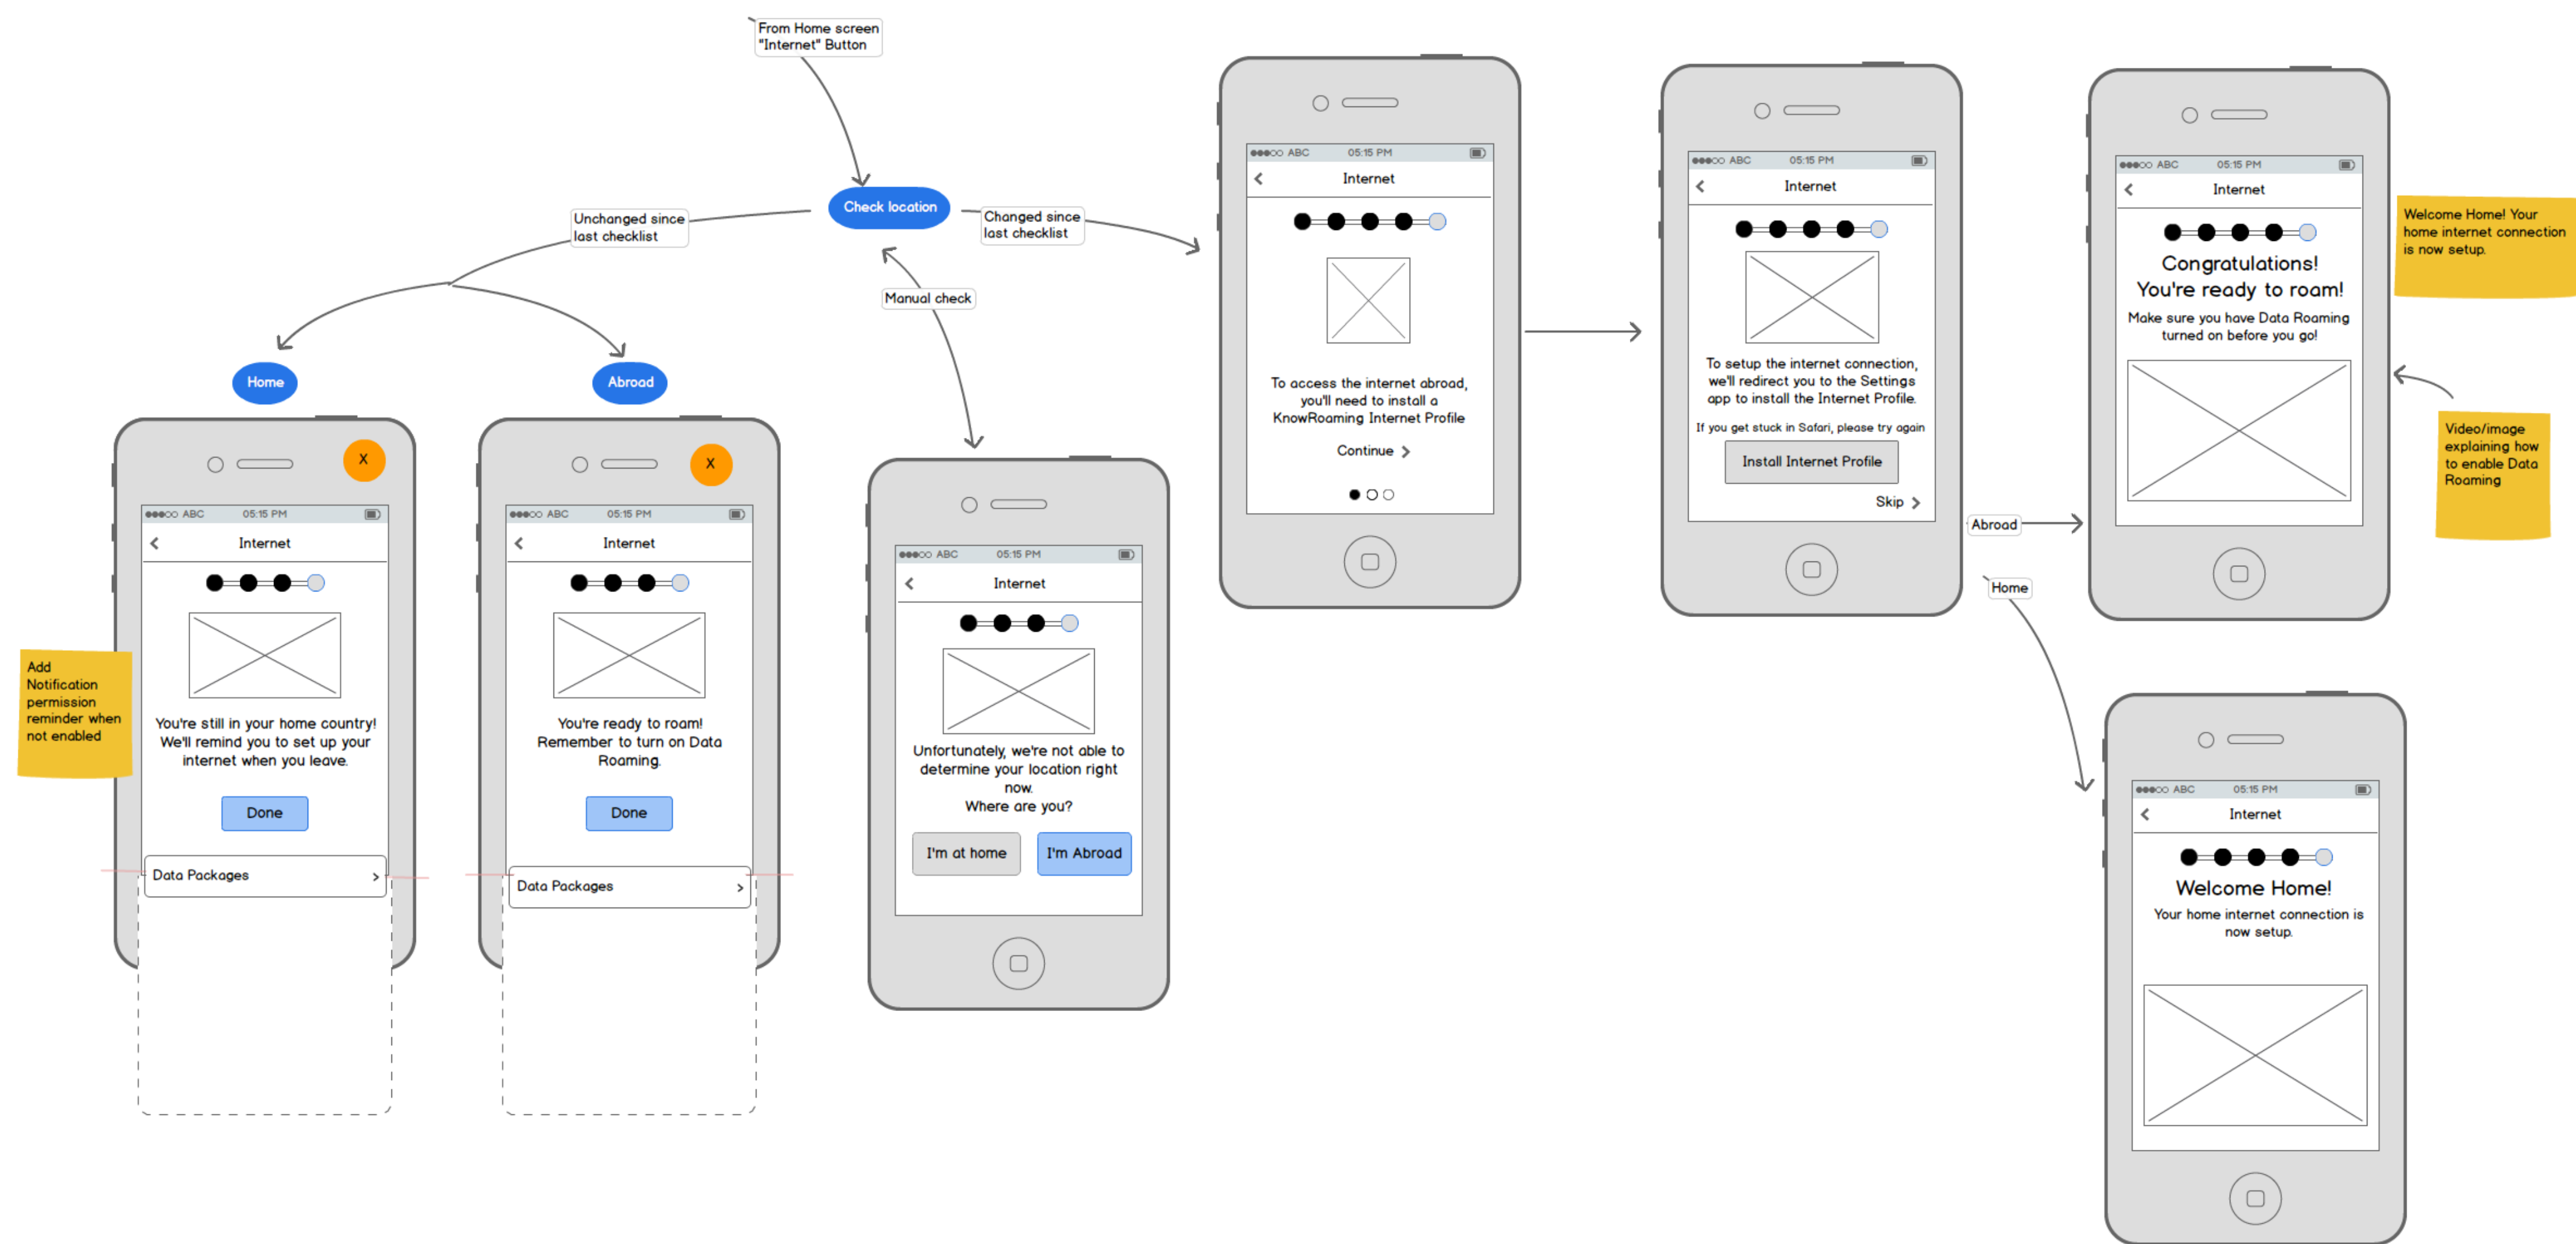 From Home screen
"Internet" Button
Check location
Unchanged since
last checklist
Changed since
last checklist
Manual check
Home
Abroad
X
ABC 05:15 PM
Internet
You're still in your home country!
We'll remind you to set up your
internet when you leave.
Done
Data Packages
Add
Notification
permission
reminder when
not enabled
X
ABC 05:15 PM
Internet
You're ready to roam!
Remember to turn on Data
Roaming.
Done
Data Packages
ABC 05:15 PM
Internet
Unfortunately, we're not able to
determine your location right
now.
Where are you?
I'm at home
I'm Abroad
ABC 05:15 PM
Internet
To access the internet abroad,
you'll need to install a
KnowRoaming Internet Profile
Continue
ABC 05:15 PM
Internet
To setup the internet connection,
we'll redirect you to the Settings
app to install the Internet Profile.
If you get stuck in Safari, please try again
Install Internet Profile
Skip
Abroad
Home
ABC 05:15 PM
Internet
Congratulations!
You're ready to roam!
Make sure you have Data Roaming
turned on before you go!
Welcome Home! Your
home internet connection
is now setup.
Video/image
explaining how
to enable Data
Roaming
ABC 05:15 PM
Internet
Welcome Home!
Your home internet connection is
now setup.